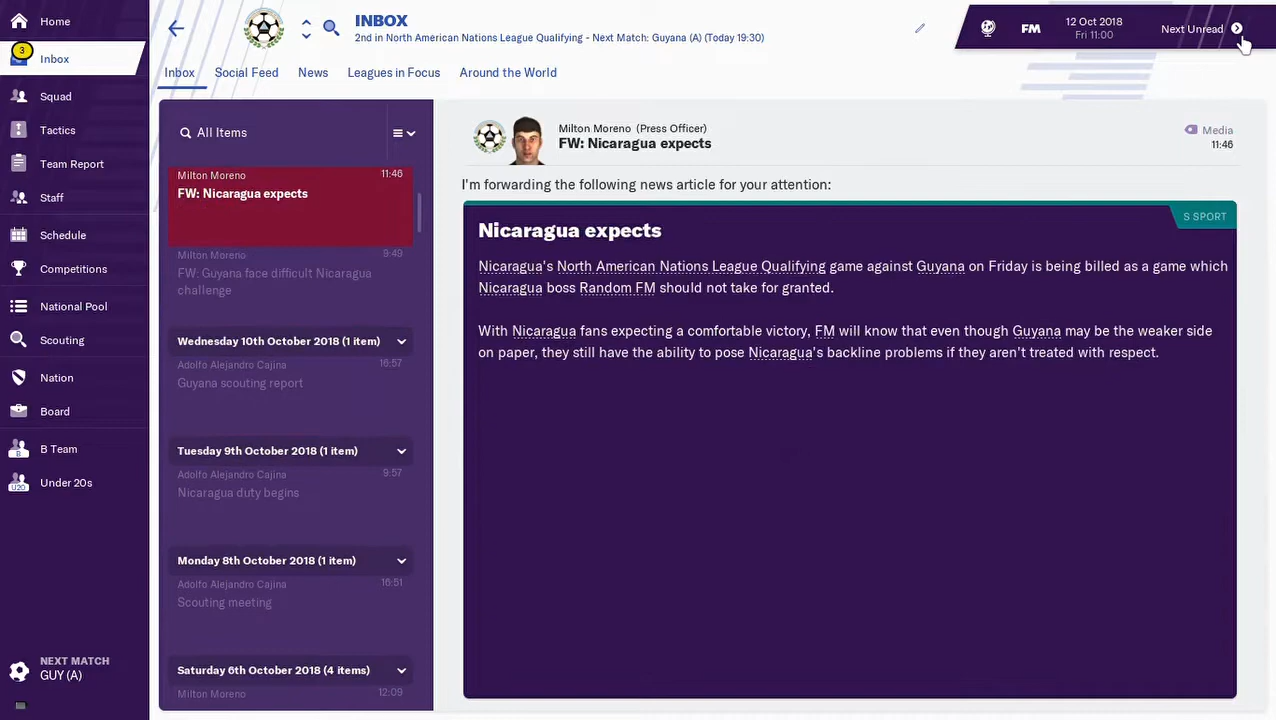 Home
3
Inbox
Squad
Tactics
Team Report
Staff
Schedule
Competitions
National Pool
Scouting
Nation
Board
B
B Team
U20
Under 20s
NEXT MATCH
GUY (A)
INBOX
2nd in North American Nations League Qualifying - Next Match: Guyana (A) (Today 19:30)
FM
12 Oct 2018
Fri 11:00
Next Unread
Inbox
Social Feed
News
Leagues in Focus
Around the World
All Items
Milton Moreno
11:46
FW: Nicaragua expects
Milton Moreno
9:49
FW: Guyana face difficult Nicaragua
challenge
Wednesday 10th October 2018 (1 item)
Adolfo Alejandro Cajina
16:57
Guyana scouting report
Tuesday 9th October 2018 (1 item)
Adolfo Alejandro Cajina
9:57
Nicaragua duty begins
Monday 8th October 2018 (1 item)
Adolfo Alejandro Cajina
16:51
Scouting meeting
Saturday 6th October 2018 (4 items)
Milton Moreno
12:09
Milton Moreno (Press Officer)
FW: Nicaragua expects
Media
11:46
I'm forwarding the following news article for your attention:
S SPORT
Nicaragua expects
Nicaragua's North American Nations League Qualifying game against Guyana on Friday is being billed as a game which
Nicaragua boss Random FM should not take for granted.
With Nicaragua fans expecting a comfortable victory, FM will know that even though Guyana may be the weaker side
on paper, they still have the ability to pose Nicaragua's backline problems if they aren't treated with respect.